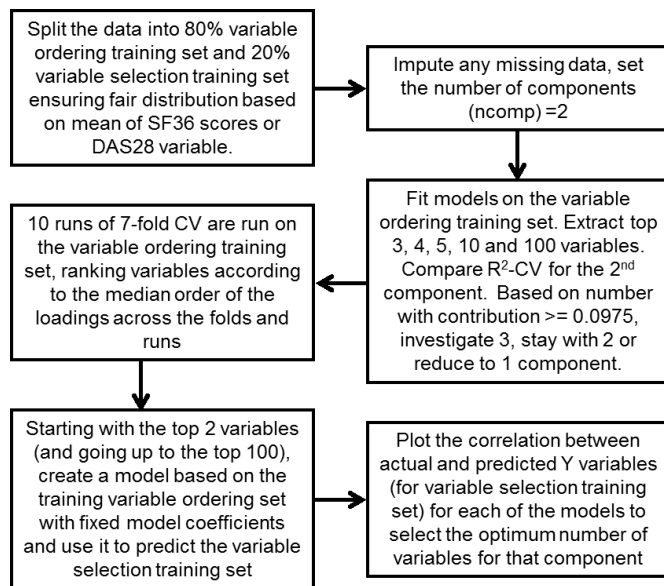 Split the data into 80% variable
ordering training set and 20%
variable selection training set
ensuring fair distribution based
on mean of SF36 scores or
DAS28 variable.
Impute any missing data, set
the number of components
(ncomp) =2
Fit models on the variable
ordering training set. Extract top
3, 4, 5, 10 and 100 variables.
Compare R²-CV for the 2nd
component.  Based on number
with contribution >= 0.0975,
investigate 3, stay with 2 or
reduce to 1 component.
10 runs of 7-fold CV are run on
the variable ordering training
set, ranking variables according
to the median order of the
loadings across the folds and
runs
Starting with the top 2 variables
(and going up to the top 100),
create a model based on the
training variable ordering set
with fixed model coefficients
and use it to predict the variable
selection training set
Plot the correlation between
actual and predicted Y variables
(for variable selection training
set) for each of the models to
select the optimum number of
variables for that component